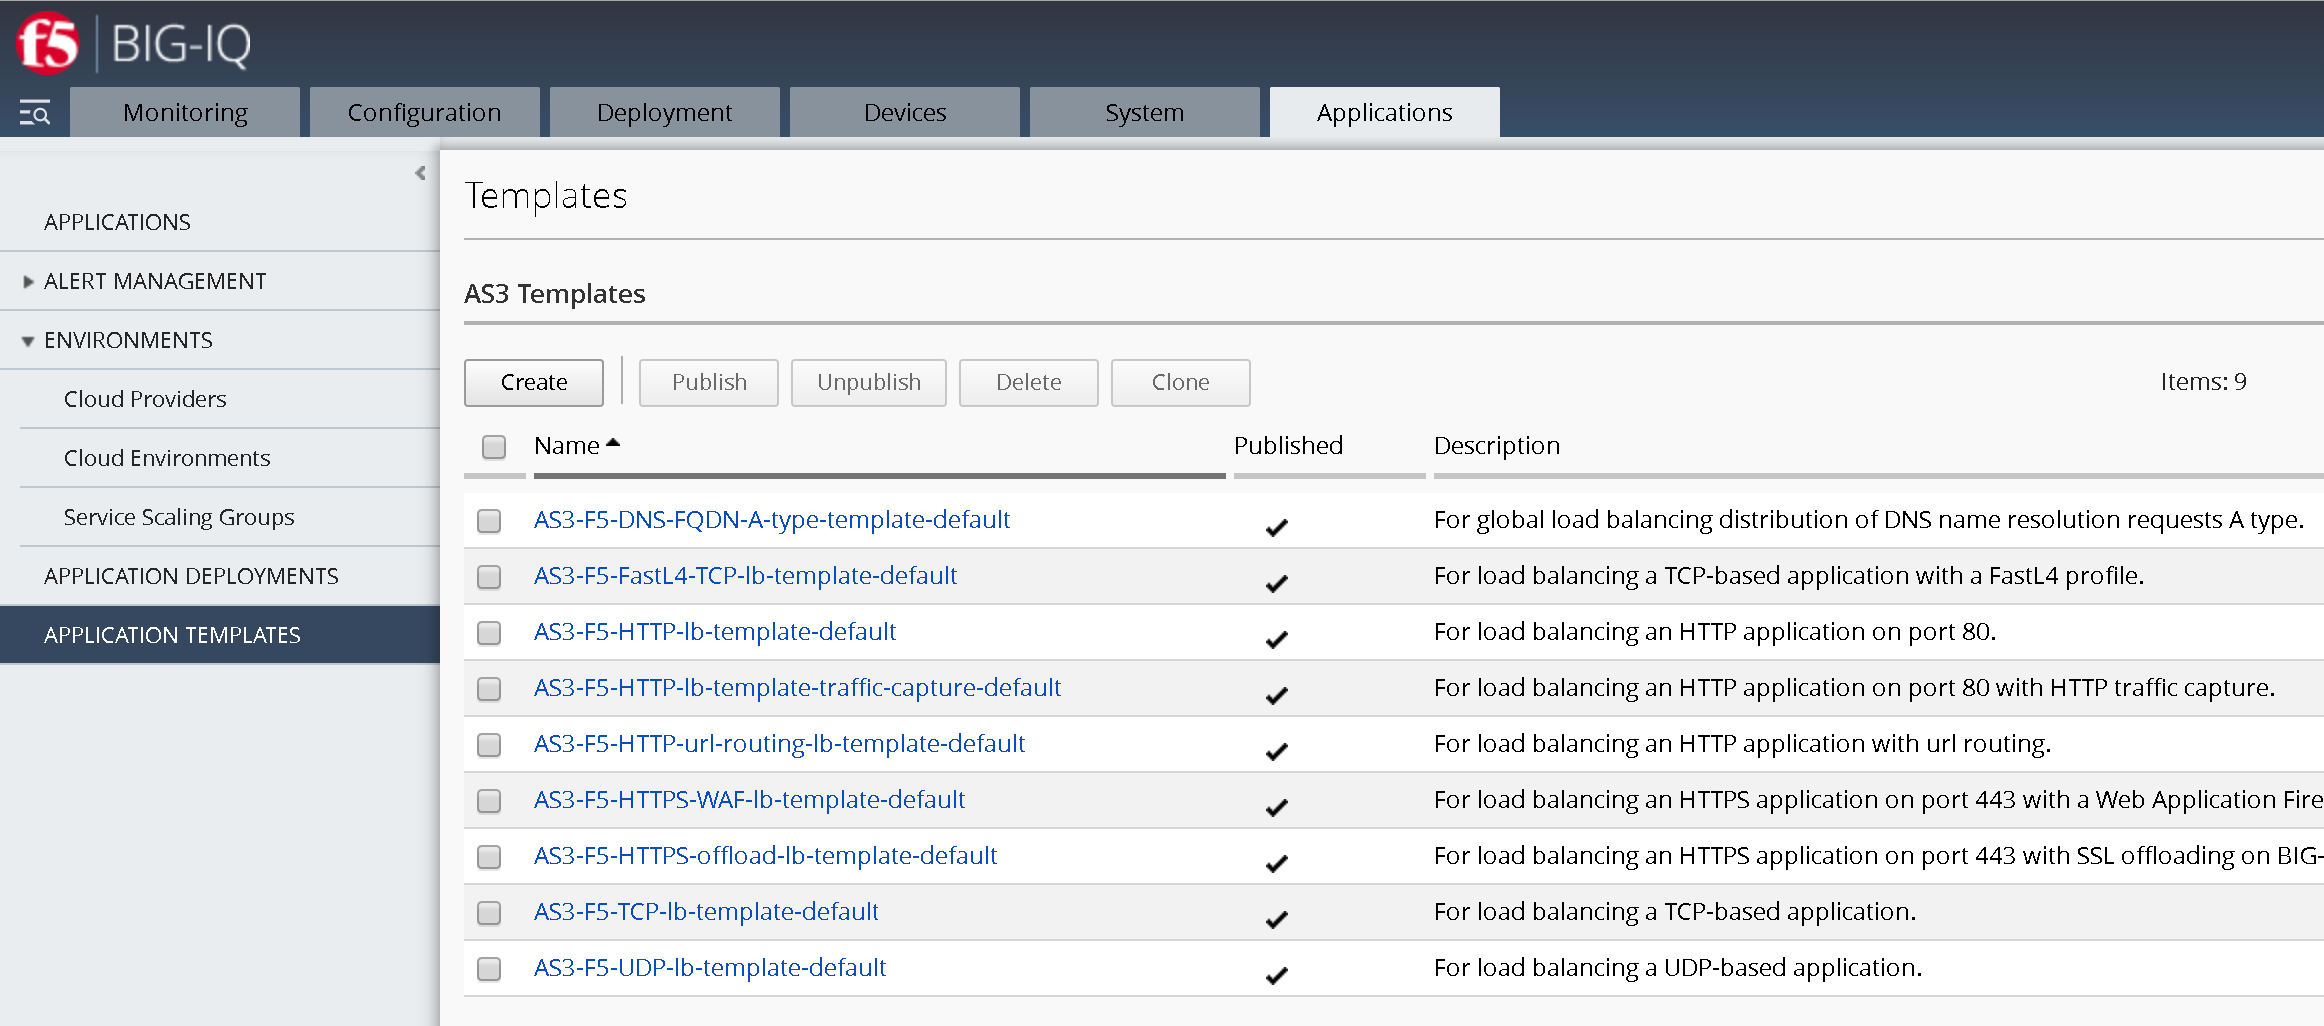 f5 BIG-IQ
Monitoring Configuration Deployment Devices System Applications
APPLICATIONS
ALERT MANAGEMENT
ENVIRONMENTS
Cloud Providers
Cloud Environments
Service Scaling Groups
APPLICATION DEPLOYMENTS
APPLICATION TEMPLATES
Templates
AS3 Templates
Create Publish Unpublish Delete Clone Items: 9
Name Published Description
AS3-F5-DNS-FQDN-A-type-template-default For global load balancing distribution of DNS name resolution requests A type.
AS3-F5-FastL4-TCP-lb-template-default For load balancing a TCP-based application with a FastL4 profile.
AS3-F5-HTTP-lb-template-default For load balancing an HTTP application on port 80.
AS3-F5-HTTP-lb-template-traffic-capture-default For load balancing an HTTP application on port 80 with HTTP traffic capture.
AS3-F5-HTTP-url-routing-lb-template-default For load balancing an HTTP application with url routing.
AS3-F5-HTTPS-WAF-lb-template-default For load balancing an HTTPS application on port 443 with a Web Application Fire
AS3-F5-HTTPS-offload-lb-template-default For load balancing an HTTPS application on port 443 with SSL offloading on BIG-
AS3-F5-TCP-lb-template-default For load balancing a TCP-based application.
AS3-F5-UDP-lb-template-default For load balancing a UDP-based application.